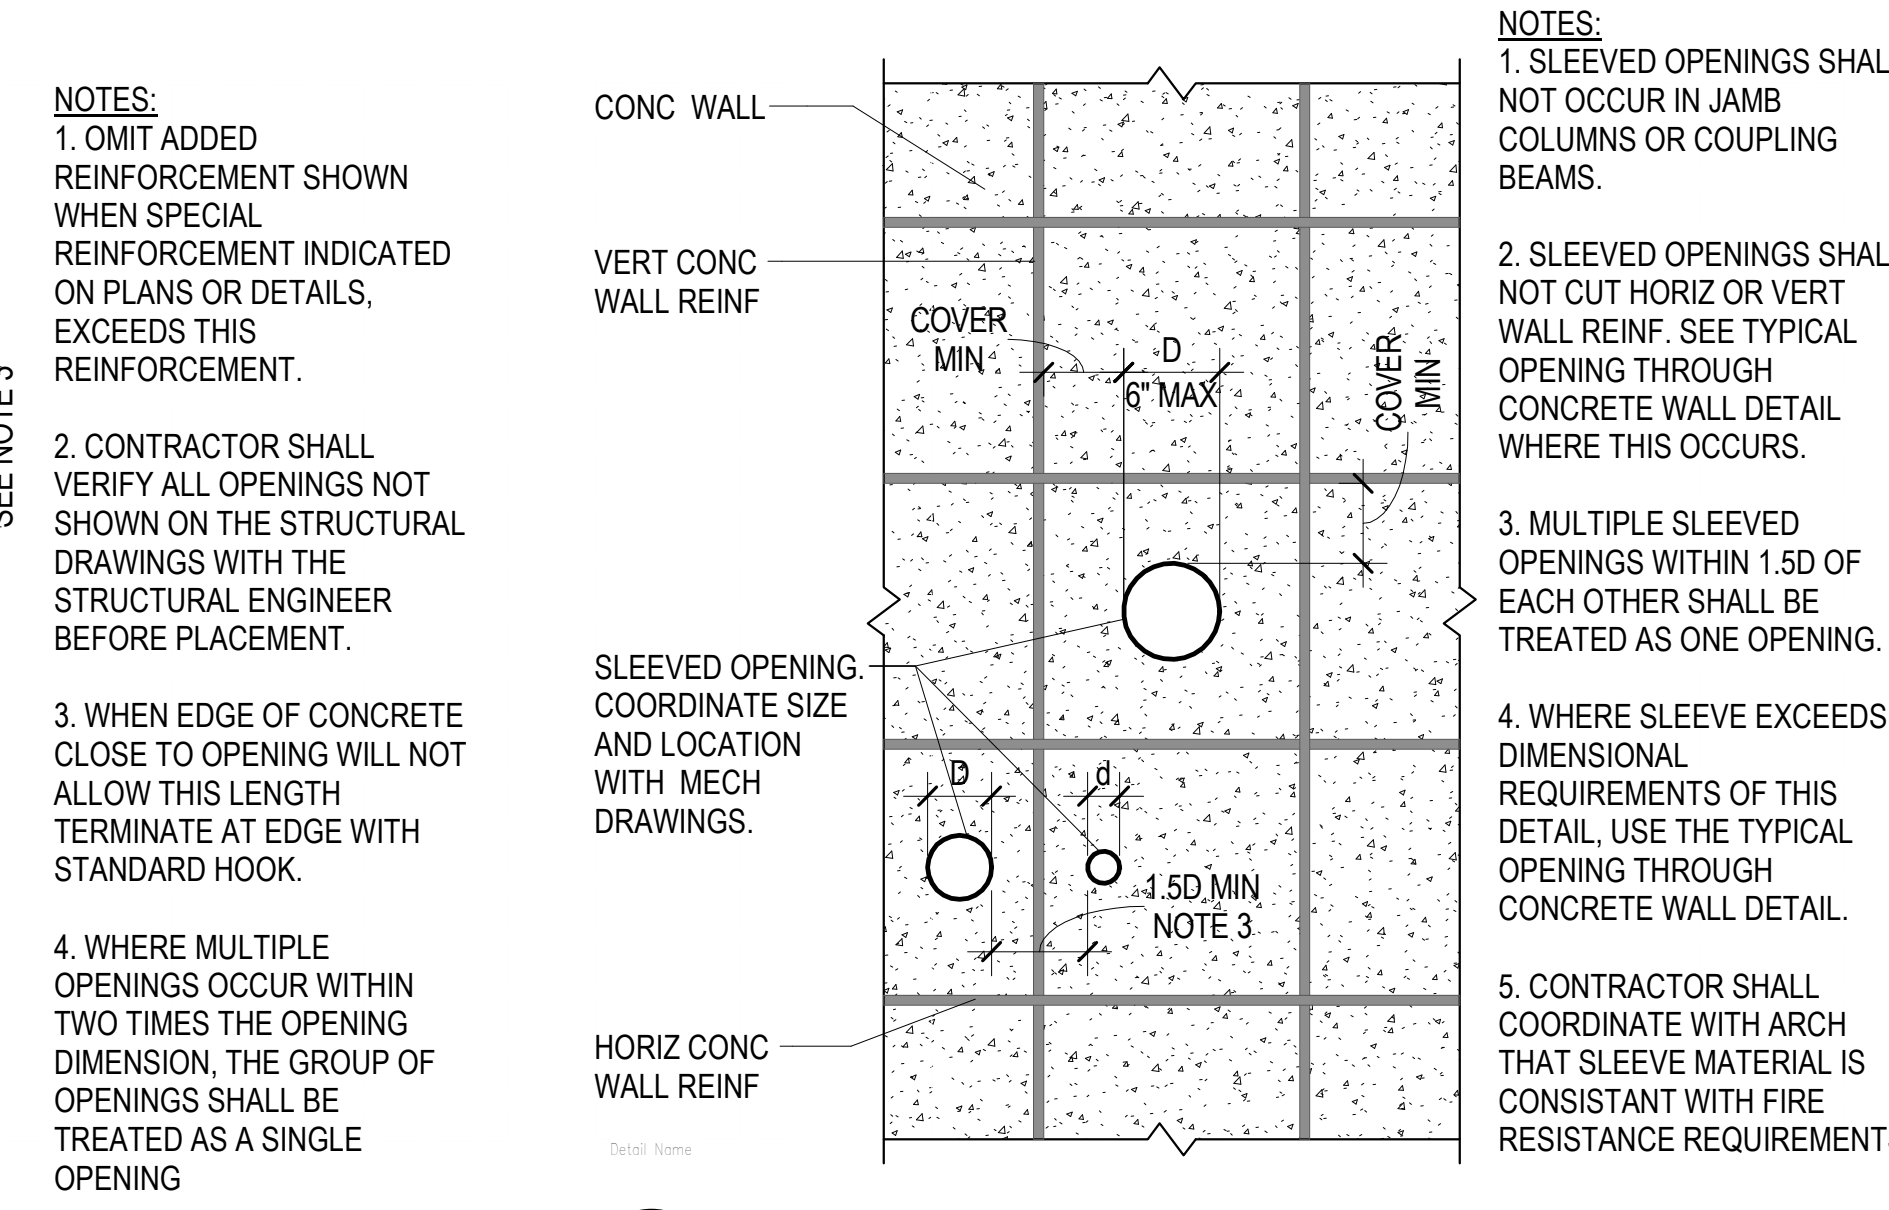 SEE NOTE 3
NOTES:
1. OMIT ADDED
REINFORCEMENT SHOWN
WHEN SPECIAL
REINFORCEMENT INDICATED
ON PLANS OR DETAILS,
EXCEEDS THIS
REINFORCEMENT.
2. CONTRACTOR SHALL
VERIFY ALL OPENINGS NOT
SHOWN ON THE STRUCTURAL
DRAWINGS WITH THE
STRUCTURAL ENGINEER
BEFORE PLACEMENT.
3. WHEN EDGE OF CONCRETE
CLOSE TO OPENING WILL NOT
ALLOW THIS LENGTH
TERMINATE AT EDGE WITH
STANDARD HOOK.
4. WHERE MULTIPLE
OPENINGS OCCUR WITHIN
TWO TIMES THE OPENING
DIMENSION, THE GROUP OF
OPENINGS SHALL BE
TREATED AS A SINGLE
OPENING
CONC WALL
VERT CONC
WALL REINF
COVER
MIN
D
6" MAX
COVER
MIN
SLEEVED OPENING.
COORDINATE SIZE
AND LOCATION
WITH MECH
DRAWINGS.
D
d
1.5D MIN
NOTE 3
HORIZ CONC
WALL REINF
Detail Name
NOTES:
1. SLEEVED OPENINGS SHAL
NOT OCCUR IN JAMB
COLUMNS OR COUPLING
BEAMS.
2. SLEEVED OPENINGS SHAL
NOT CUT HORIZ OR VERT
WALL REINF. SEE TYPICAL
OPENING THROUGH
CONCRETE WALL DETAIL
WHERE THIS OCCURS.
3. MULTIPLE SLEEVED
OPENINGS WITHIN 1.5D OF
EACH OTHER SHALL BE
TREATED AS ONE OPENING.
4. WHERE SLEEVE EXCEEDS
DIMENSIONAL
REQUIREMENTS OF THIS
DETAIL, USE THE TYPICAL
OPENING THROUGH
CONCRETE WALL DETAIL.
5. CONTRACTOR SHALL
COORDINATE WITH ARCH
THAT SLEEVE MATERIAL IS
CONSISTANT WITH FIRE
RESISTANCE REQUIREMENT